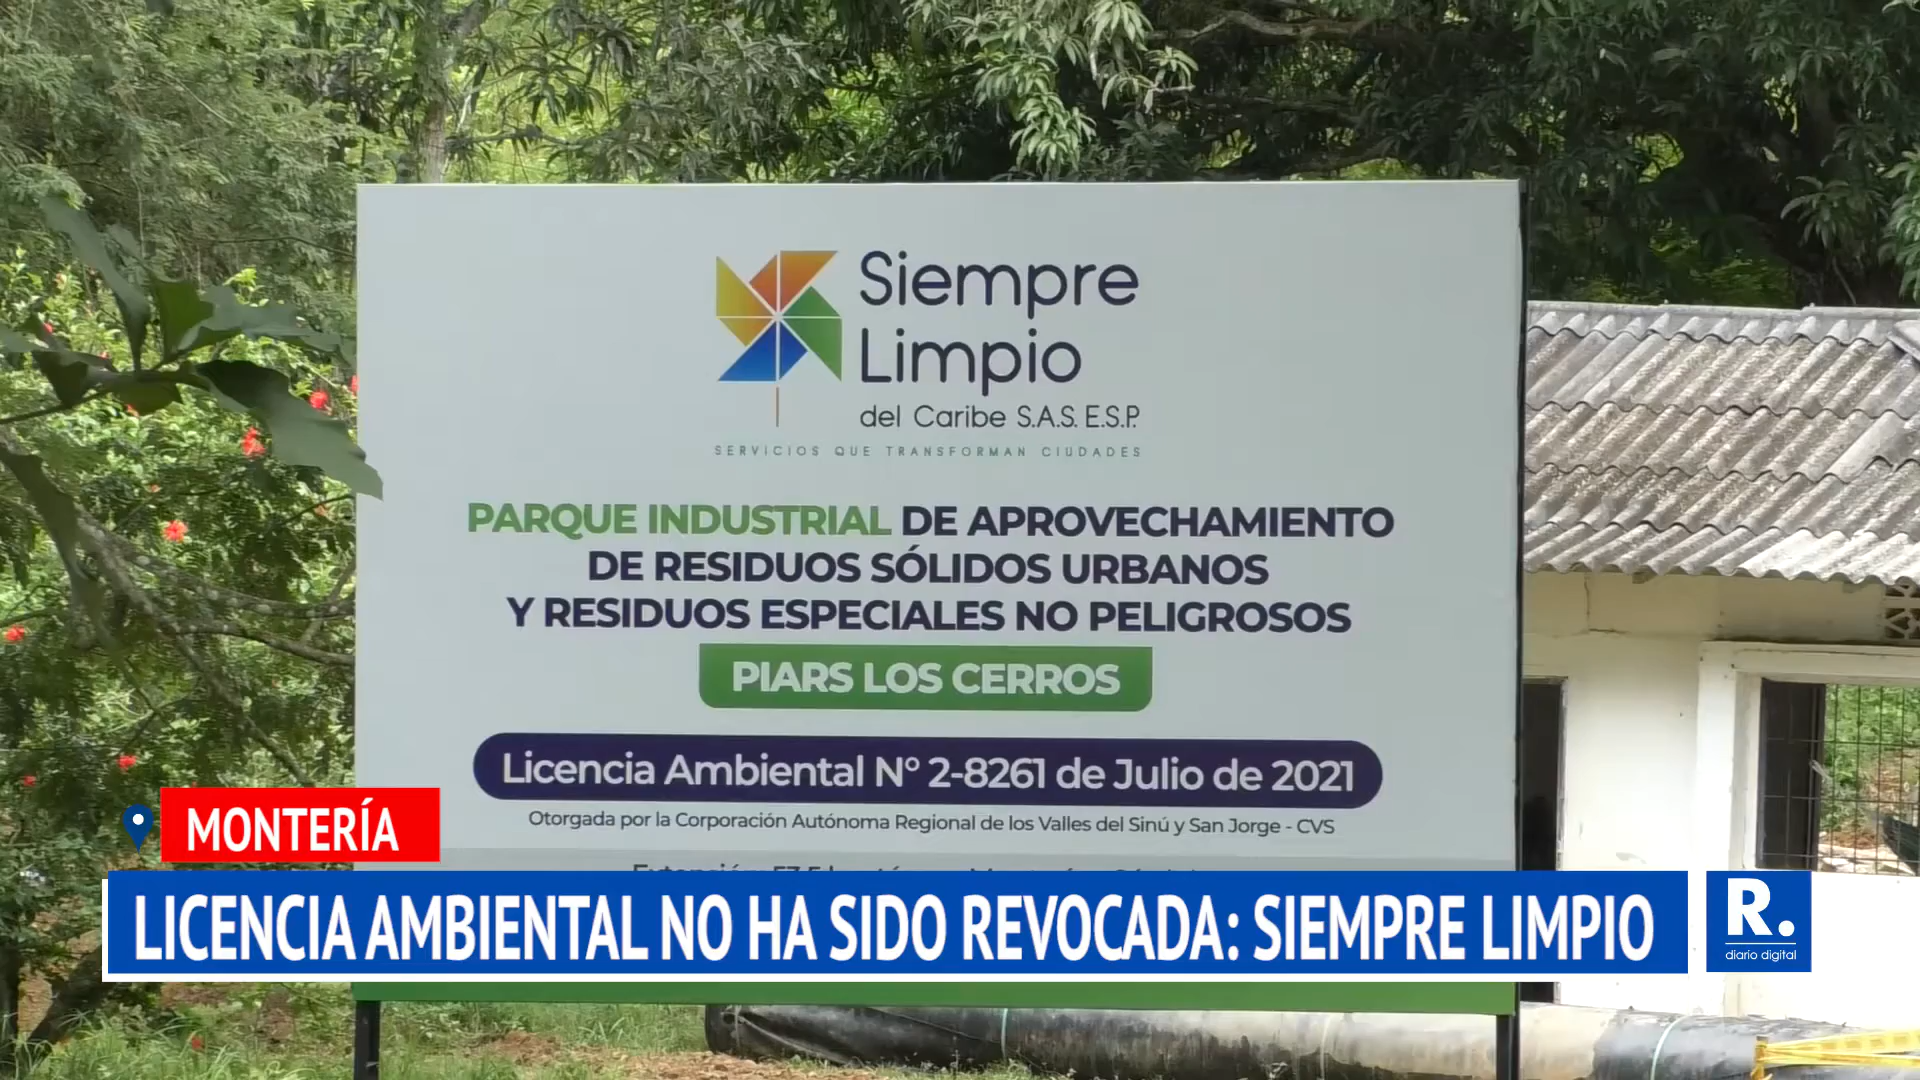 Siempre
Limpio
del Caribe S.A.S. E.S.P.
SERVICIOS QUE TRANSFORMAN CIUDADES
PARQUE INDUSTRIAL DE APROVECHAMIENTO
DE RESIDUOS SÓLIDOS URBANOS
Y RESIDUOS ESPECIALES NO PELIGROSOS
PIARS LOS CERROS
Licencia Ambiental N° 2-8261 de Julio de 2021
Otorgada por la Corporación Autónoma Regional de los Valles del Sinú y San Jorge - CVS
MONTERÍA
LICENCIA AMBIENTAL NO HA SIDO REVOCADA: SIEMPRE LIMPIO
R.
diario digital